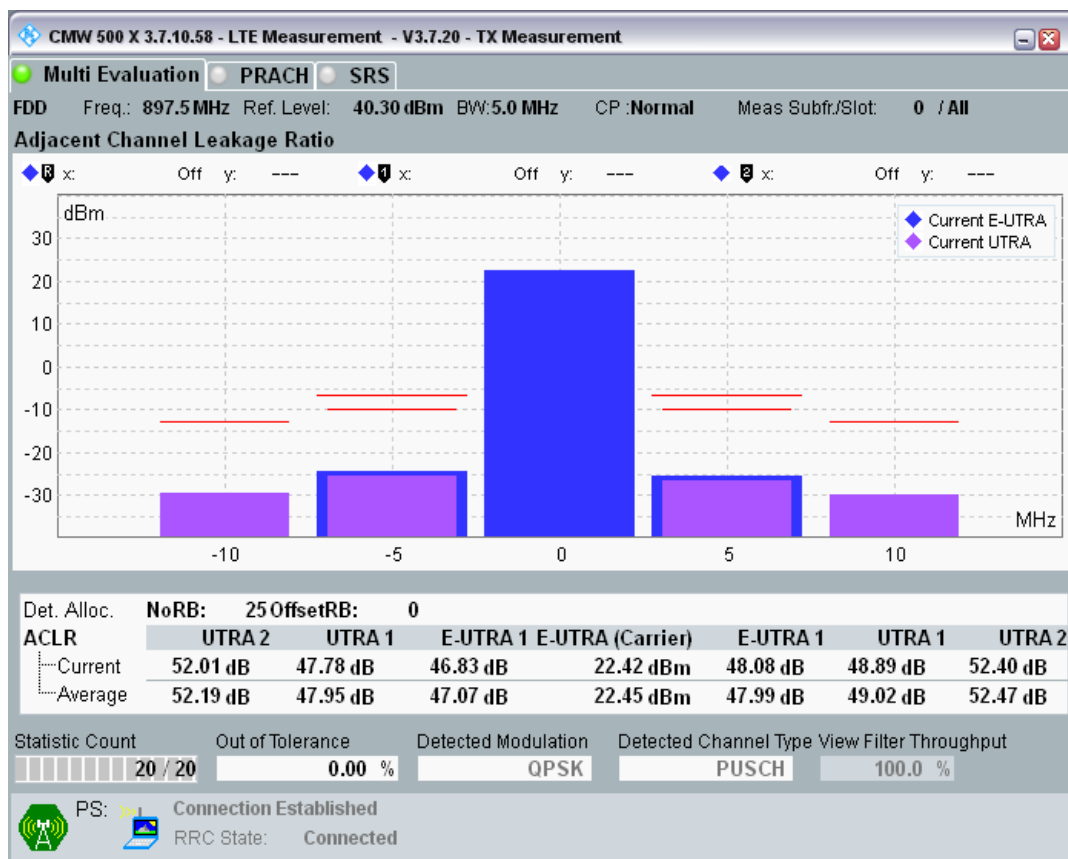 CMW 500 X 3.7.10.58 - LTE Measurement - V3.7.20 - TX Measurement
Multi Evaluation PRACH SRS
FDD Freq.: 897.5 MHz Ref. Level: 40.30 dBm BW:5.0 MHz CP :Normal Meas Subfr./Slot: 0 / All
Adjacent Channel Leakage Ratio
R x: Off y: --- 1 x: Off y: --- 2 x: Off y: ---
dBm
Current E-UTRA
Current UTRA
30
20
10
0
-10
-20
-30
MHz
-10 -5 0 5 10
Det. Alloc. NoRB: 25 OffsetRB: 0
ACLR UTRA 2 UTRA 1 E-UTRA 1 E-UTRA (Carrier) E-UTRA 1 UTRA 1 UTRA 2
Current 52.01 dB 47.78 dB 46.83 dB 22.42 dBm 48.08 dB 48.89 dB 52.40 dB
Average 52.19 dB 47.95 dB 47.07 dB 22.45 dBm 47.99 dB 49.02 dB 52.47 dB
Statistic Count Out of Tolerance Detected Modulation Detected Channel Type View Filter Throughput
20 / 20 0.00 % QPSK PUSCH 100.0 %
PS: Connection Established
RRC State: Connected